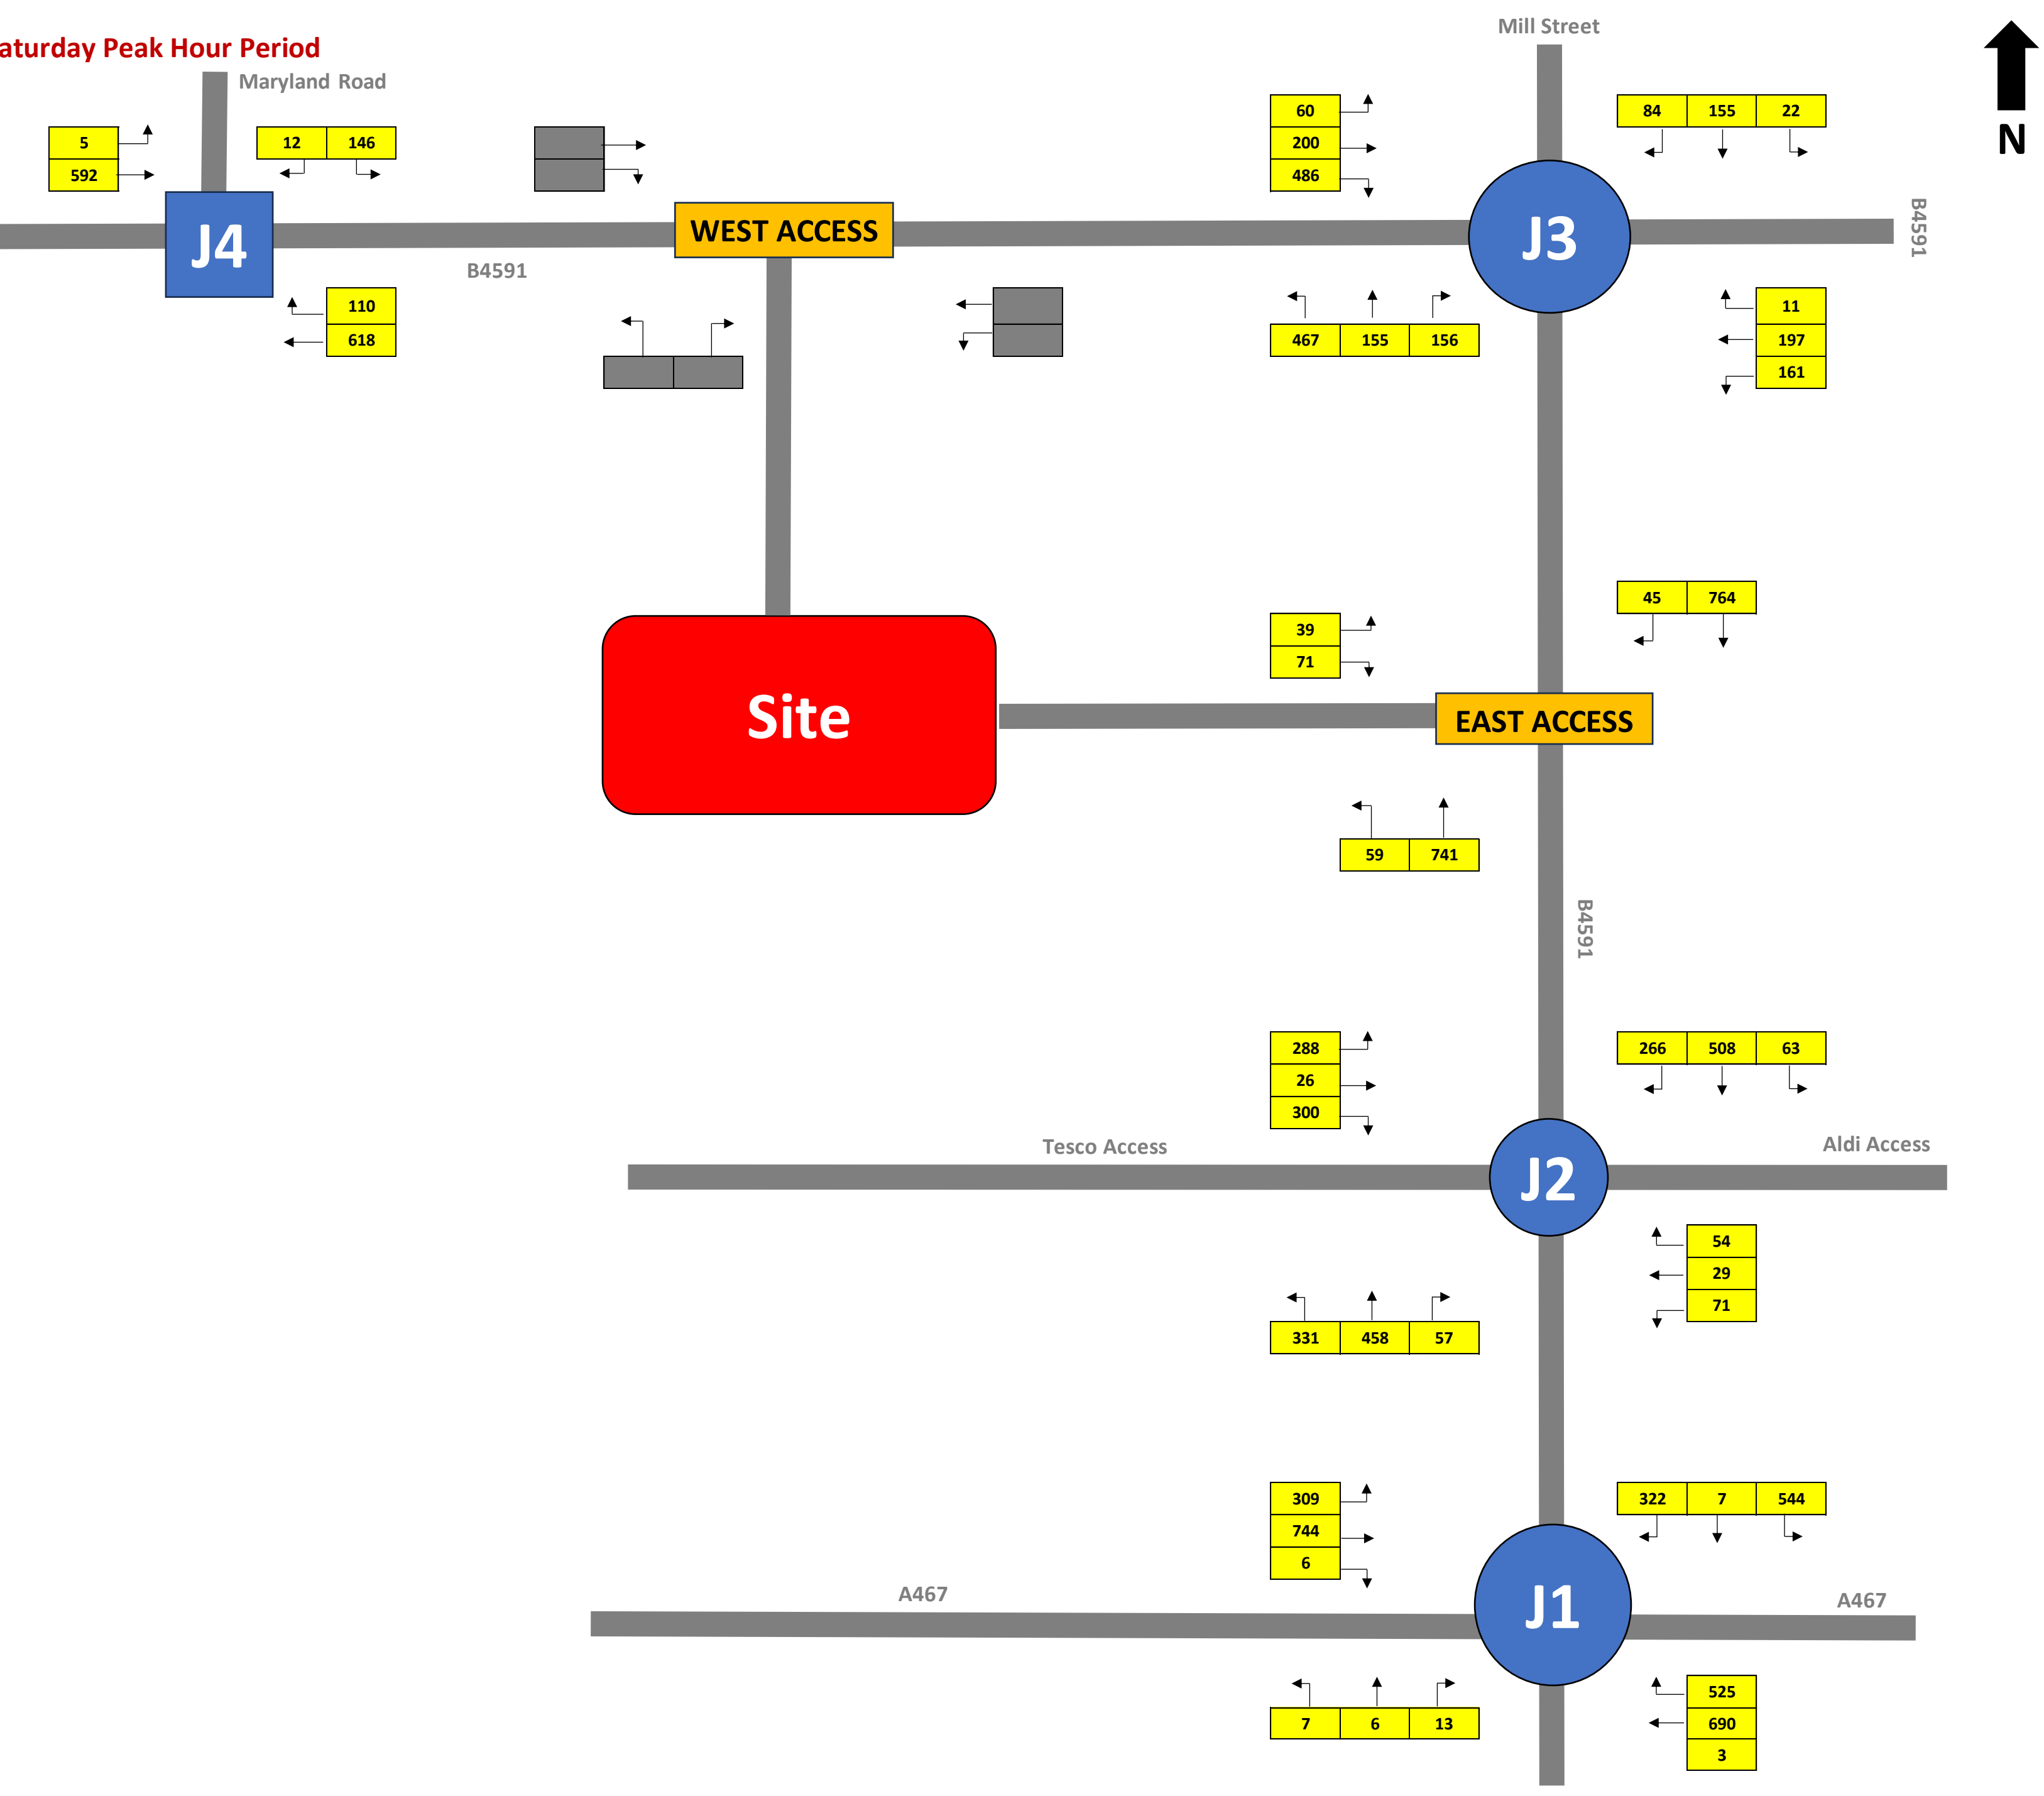 aturday Peak Hour Period
Mill Street
Maryland Road
N
5
592
12 146
60
200
486
84 155 22
J4
WEST ACCESS
J3
B4591
B4591
110
618
467 155 156
11
197
161
45 764
39
71
Site
EAST ACCESS
59 741
B4591
288
26
300
266 508 63
Tesco Access
Aldi Access
J2
54
29
71
331 458 57
309
744
6
322 7 544
A467
A467
J1
7 6 13
525
690
3